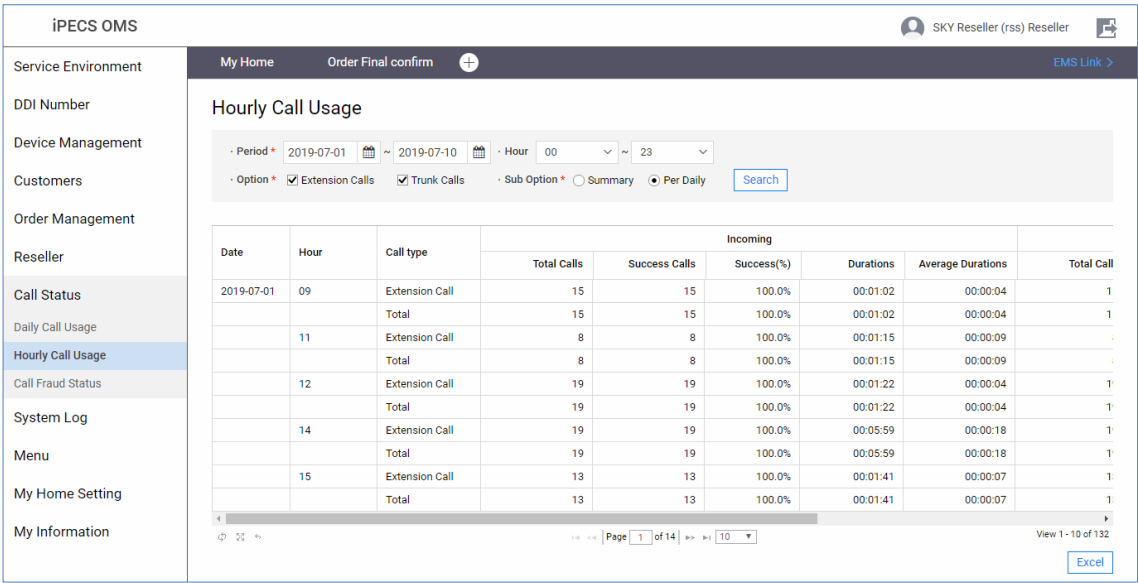 iPECS OMS
SKY Reseller (rss) Reseller
Service Environment
DDI Number
Device Management
Customers
Order Management
Reseller
Call Status
Daily Call Usage
Hourly Call Usage
Call Fraud Status
System Log
Menu
My Home Setting
My Information
My Home Order Final confirm EMS Link >
Hourly Call Usage
· Period * 2019-07-01 ~ 2019-07-10 · Hour 00 ~ 23
· Option * Extension Calls Trunk Calls · Sub Option * Summary Per Daily Search
Incoming
Date Hour Call type
Total Calls Success Calls Success(%) Durations Average Durations Total Call
2019-07-01 09 Extension Call 15 15 100.0% 00:01:02 00:00:04 1
Total 15 15 100.0% 00:01:02 00:00:04 1
11 Extension Call 8 8 100.0% 00:01:15 00:00:09
Total 8 8 100.0% 00:01:15 00:00:09
12 Extension Call 19 19 100.0% 00:01:22 00:00:04 1
Total 19 19 100.0% 00:01:22 00:00:04 1
14 Extension Call 19 19 100.0% 00:05:59 00:00:18 1
Total 19 19 100.0% 00:05:59 00:00:18 1
15 Extension Call 13 13 100.0% 00:01:41 00:00:07 1
Total 13 13 100.0% 00:01:41 00:00:07 1
Page 1 of 14 10 View 1 - 10 of 132
Excel